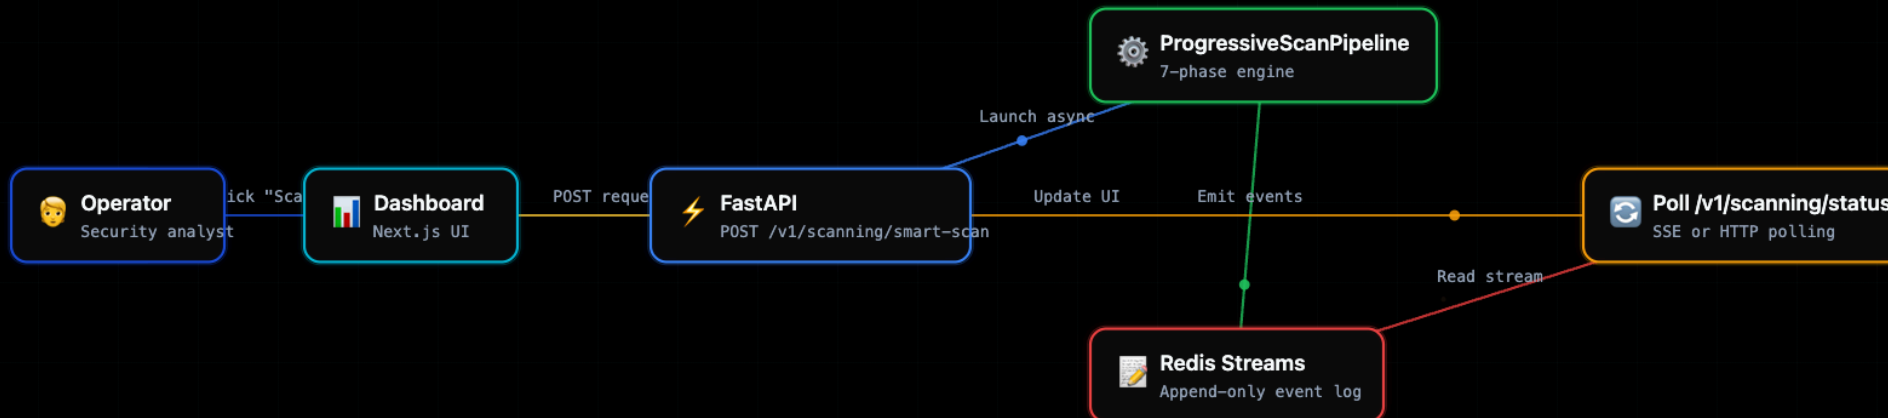 ProgressiveScanPipeline
7-phase engine
Launch async
Operator
Security analyst
ick "Sca
Dashboard
Next.js UI
POST reque
FastAPI
POST /v1/scanning/smart-scan
Update UI
Emit events
Poll /v1/scanning/status
SSE or HTTP polling
Read stream
Redis Streams
Append-only event log